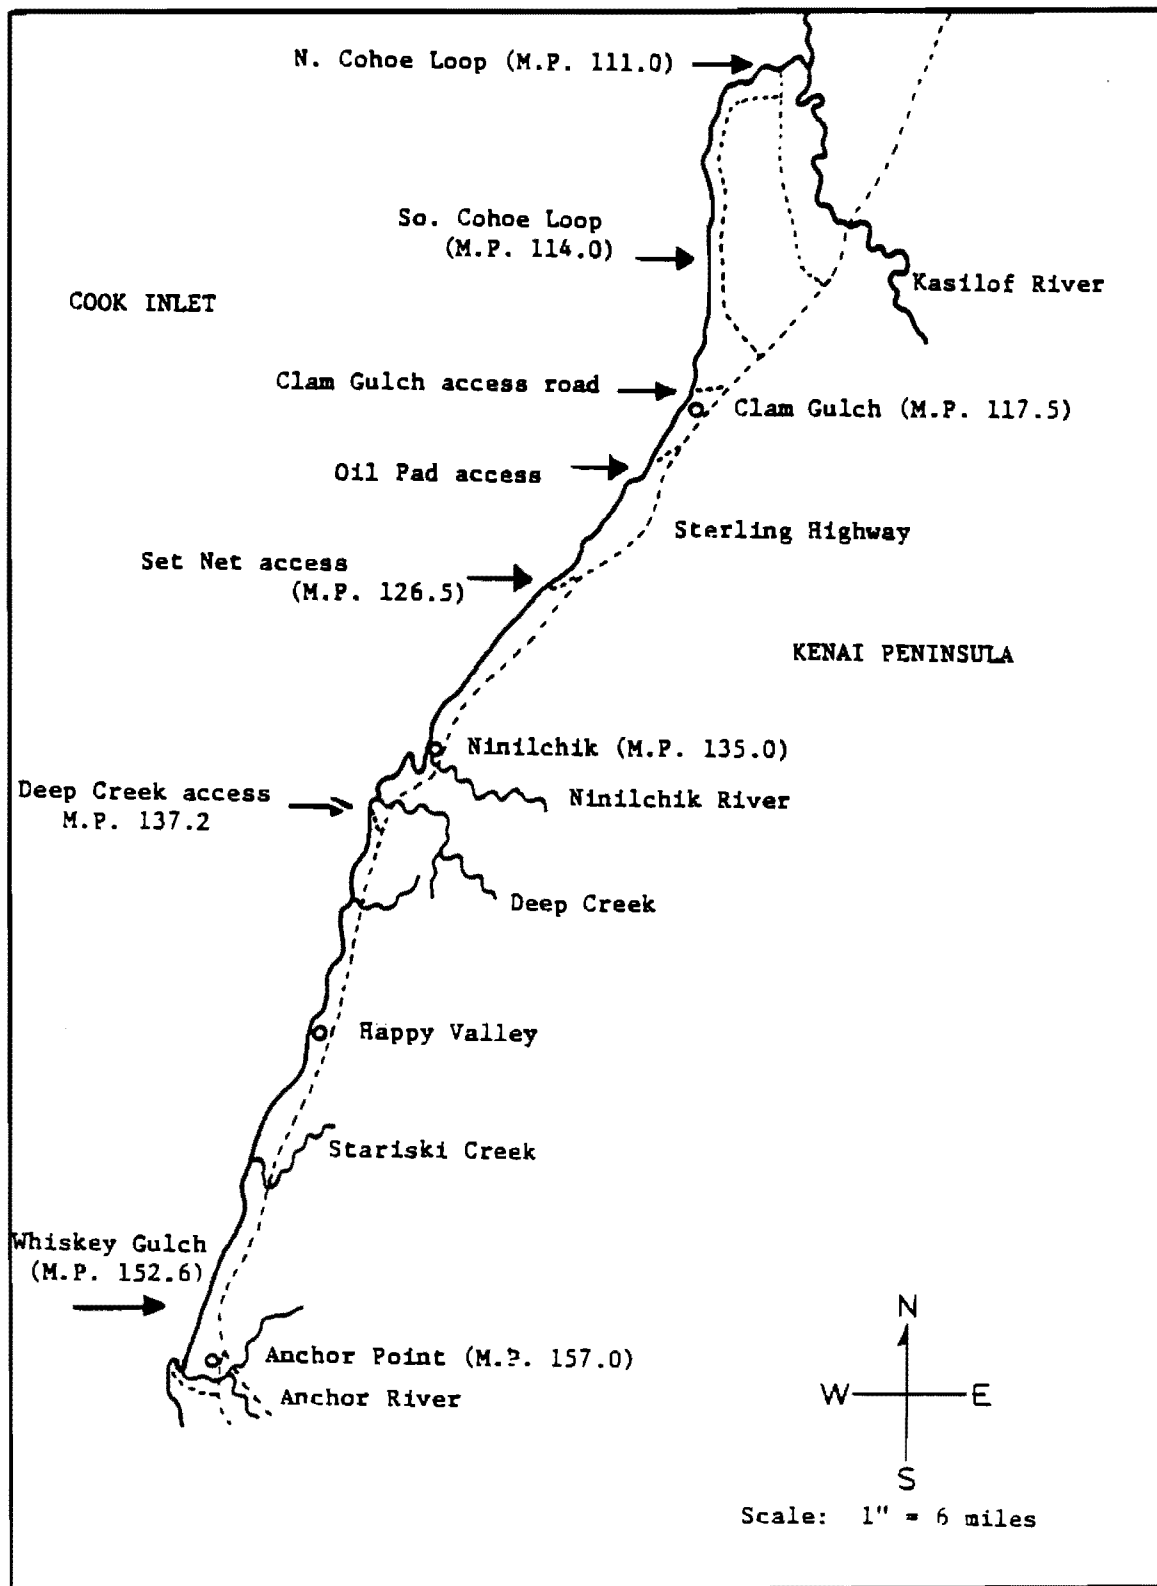 N. Cohoe Loop (M.P. 111.0)
So. Cohoe Loop
(M.P. 114.0)
COOK INLET
Kasilof River
Clam Gulch access road
Clam Gulch (M.P. 117.5)
Oil Pad access
Sterling Highway
Set Net access
(M.P. 126.5)
KENAI PENINSULA
Ninilchik (M.P. 135.0)
Deep Creek access
M.P. 137.2
Ninilchik River
Deep Creek
Happy Valley
Stariski Creek
Whiskey Gulch
(M.P. 152.6)
Anchor Point (M.P. 157.0)
Anchor River
N
W E
S
Scale: 1" = 6 miles